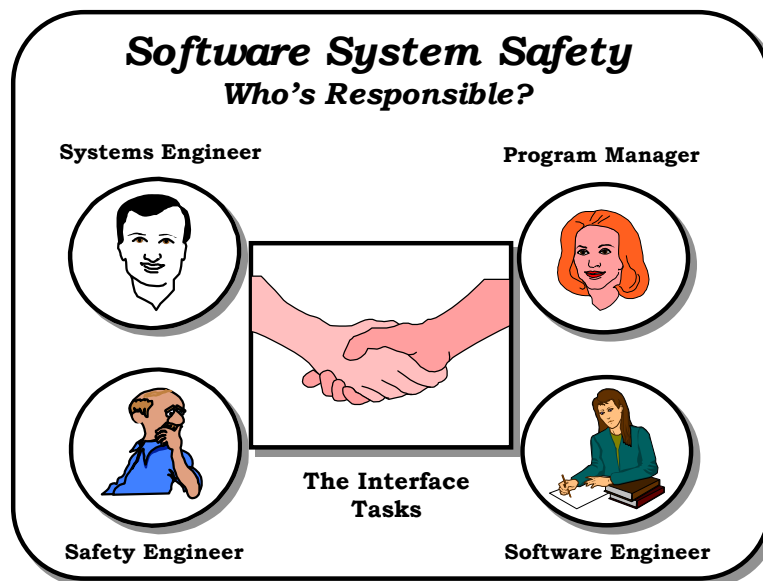 Software System Safety
Who's Responsible?
Systems Engineer
Program Manager
The Interface
Tasks
Safety Engineer
Software Engineer